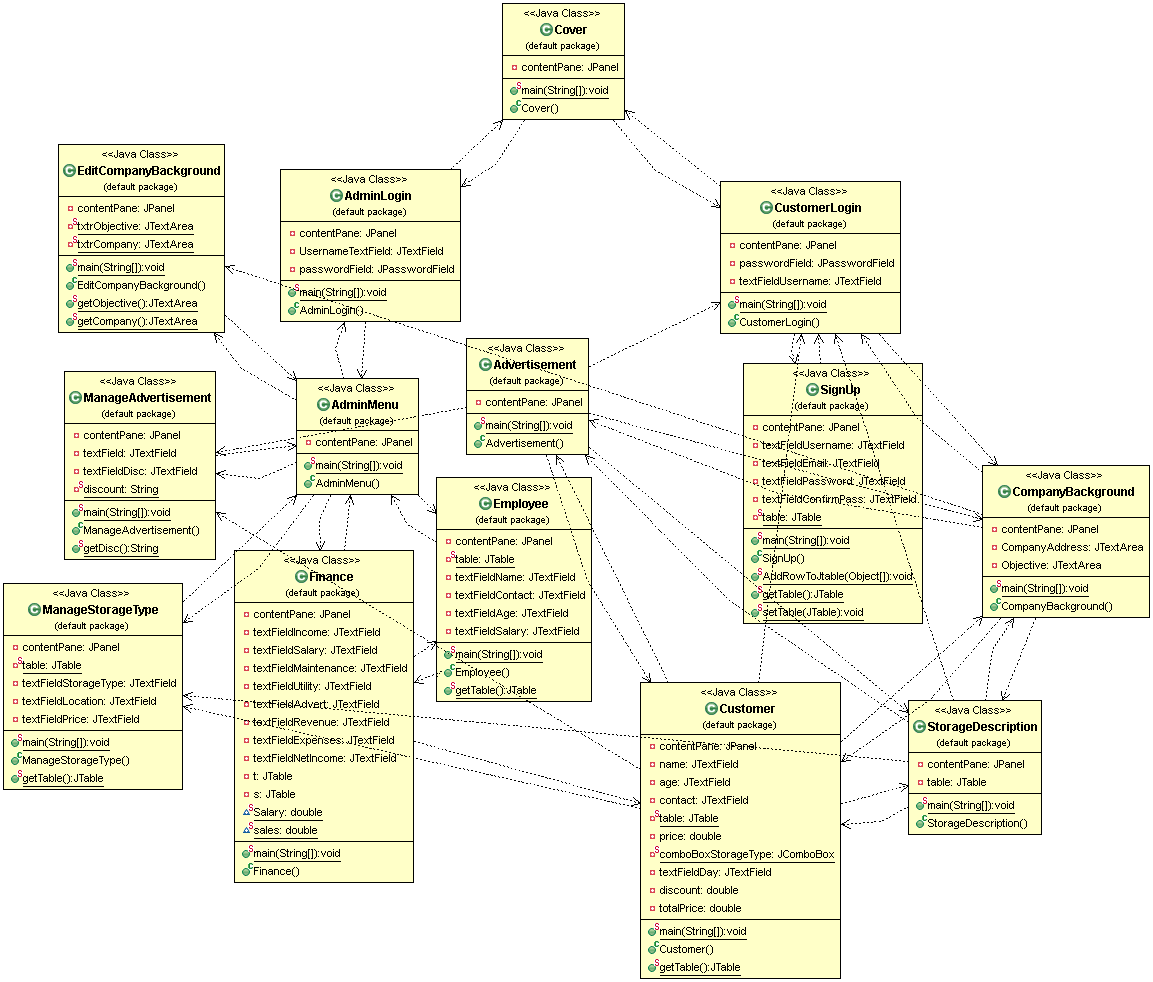 <<Java Class>>
Cover
(default package)
contentPane: JPanel
main(String[]):void
Cover()
<<Java Class>>
EditCompanyBackground
(default package)
contentPane: JPanel
txtrObjective: JTextArea
txtrCompany: JTextArea
main(String[]):void
EditCompanyBackground()
getObjective():JTextArea
getCompany():JTextArea
<<Java Class>>
AdminLogin
(default package)
contentPane: JPanel
UsernameTextField: JTextField
passwordField: JPasswordField
main(String[]):void
AdminLogin()
<<Java Class>>
CustomerLogin
(default package)
contentPane: JPanel
passwordField: JPasswordField
textFieldUsername: JTextField
main(String[]):void
CustomerLogin()
<<Java Class>>
Advertisement
(default package)
contentPane: JPanel
main(String[]):void
Advertisement()
<<Java Class>>
SignUp
(default package)
contentPane: JPanel
textFieldUsername: JTextField
textFieldEmail: JTextField
textFieldPassword: JTextField
textFieldConfirmPass: JTextField
table: JTable
main(String[]):void
SignUp()
AddRowToJtable(Object[]):void
getTable():JTable
setTable(JTable):void
<<Java Class>>
ManageAdvertisement
(default package)
contentPane: JPanel
textField: JTextField
textFieldDisc: JTextField
discount: String
main(String[]):void
ManageAdvertisement()
getDisc():String
<<Java Class>>
AdminMenu
(default package)
contentPane: JPanel
main(String[]):void
AdminMenu()
<<Java Class>>
CompanyBackground
(default package)
contentPane: JPanel
CompanyAddress: JTextArea
Objective: JTextArea
main(String[]):void
CompanyBackground()
<<Java Class>>
Employee
(default package)
contentPane: JPanel
table: JTable
textFieldName: JTextField
textFieldContact: JTextField
textFieldAge: JTextField
textFieldSalary: JTextField
main(String[]):void
Employee()
getTable():JTable
<<Java Class>>
Finance
(default package)
contentPane: JPanel
textFieldIncome: JTextField
textFieldSalary: JTextField
textFieldMaintenance: JTextField
textFieldUtility: JTextField
textFieldAdvert: JTextField
textFieldRevenue: JTextField
textFieldExpenses: JTextField
textFieldNetIncome: JTextField
t: JTable
s: JTable
Salary: double
sales: double
main(String[]):void
Finance()
<<Java Class>>
ManageStorageType
(default package)
contentPane: JPanel
table: JTable
textFieldStorageType: JTextField
textFieldLocation: JTextField
textFieldPrice: JTextField
main(String[]):void
ManageStorageType()
getTable():JTable
<<Java Class>>
Customer
(default package)
contentPane: JPanel
name: JTextField
age: JTextField
contact: JTextField
table: JTable
price: double
comboBoxStorageType: JComboBox
textFieldDay: JTextField
discount: double
totalPrice: double
main(String[]):void
Customer()
getTable():JTable
<<Java Class>>
StorageDescription
(default package)
contentPane: JPanel
table: JTable
main(String[]):void
StorageDescription()